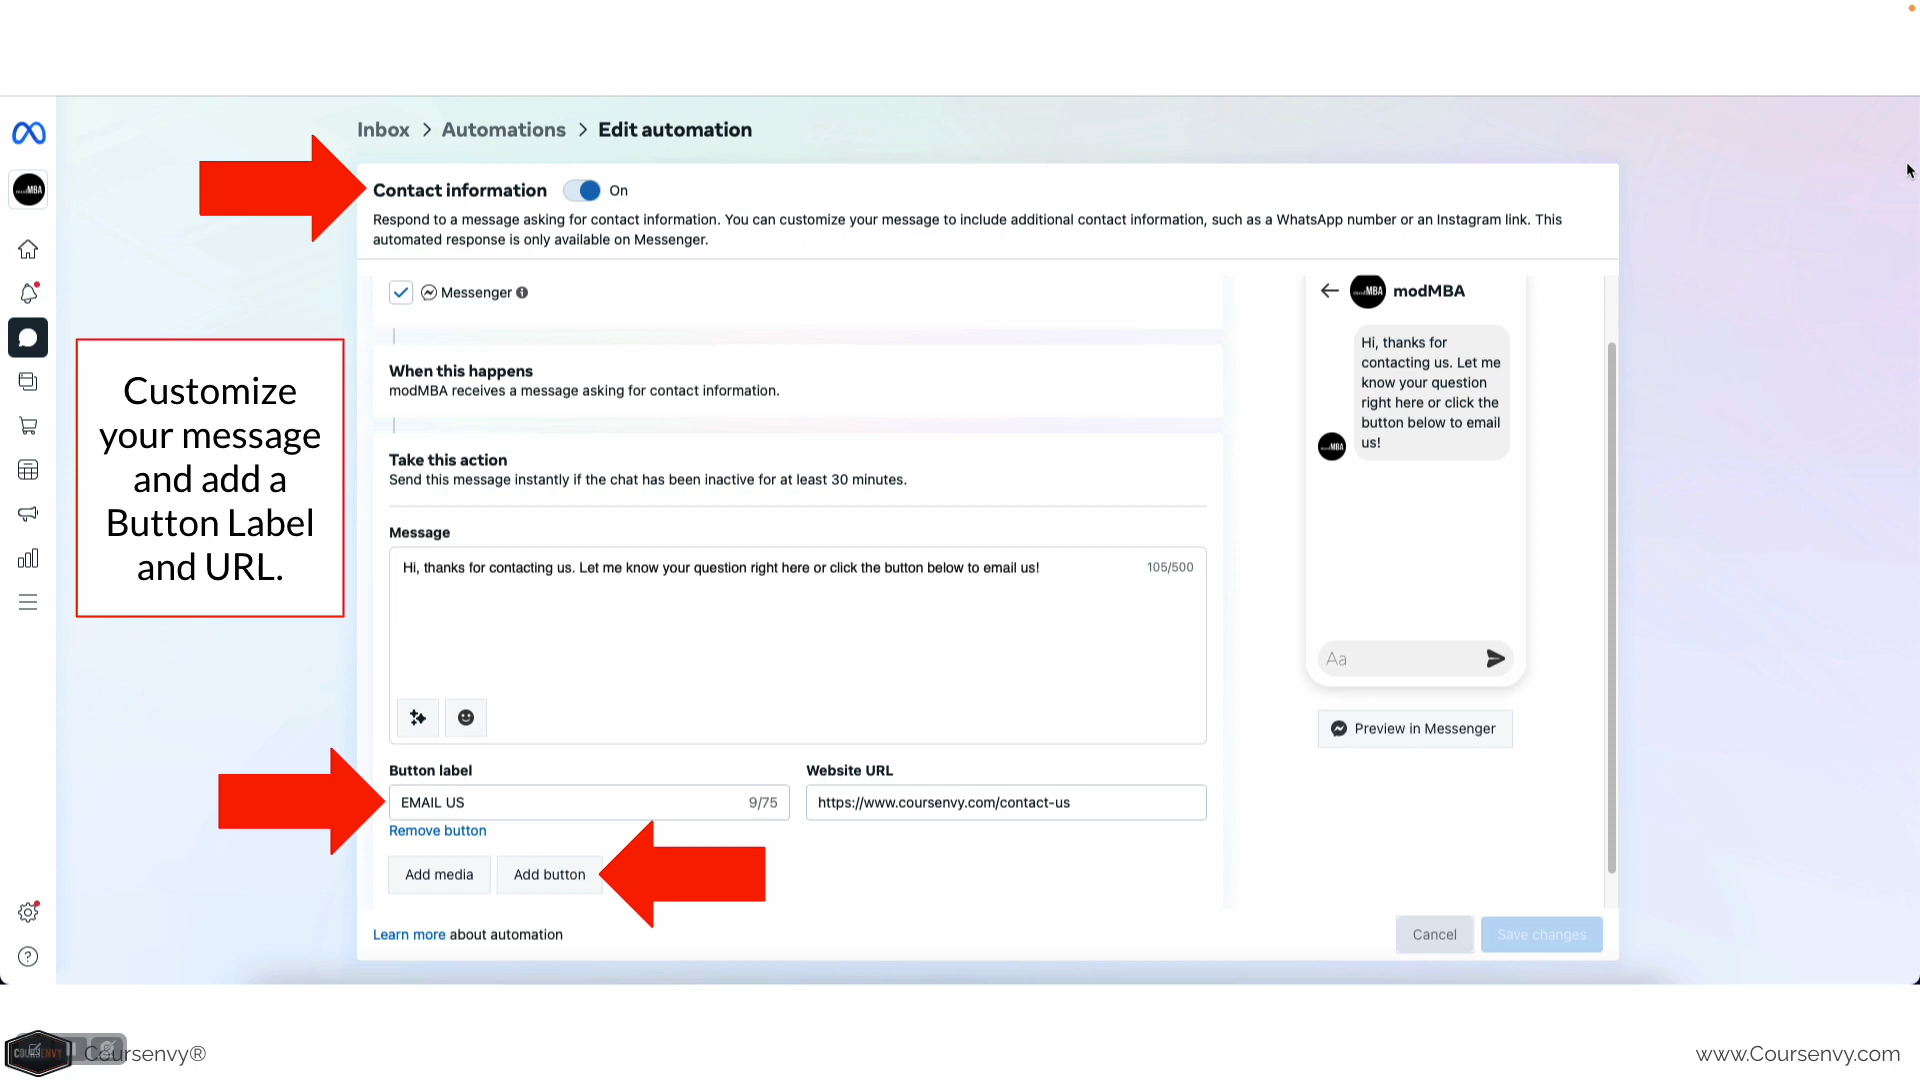 Inbox > Automations > Edit automation
MBA
Contact information On
Respond to a message asking for contact information. You can customize your message to include additional contact information, such as a WhatsApp number or an Instagram link. This
automated response is only available on Messenger.
Messenger
When this happens
modMBA receives a message asking for contact information.
Take this action
Send this message instantly if the chat has been inactive for at least 30 minutes.
Message
Hi, thanks for contacting us. Let me know your question right here or click the button below to email us! 105/500
Button label
EMAIL US 9/75
Website URL
https://www.coursenvy.com/contact-us
Remove button
Add media
Add button
Learn more about automation
Cancel
Save changes
MBA
modMBA
Hi, thanks for
contacting us. Let me
know your question
right here or click the
button below to email
us!
MBA
Aa
Preview in Messenger
Customize
your message
and add a
Button Label
and URL.
Coursenvy®
www.Coursenvy.com